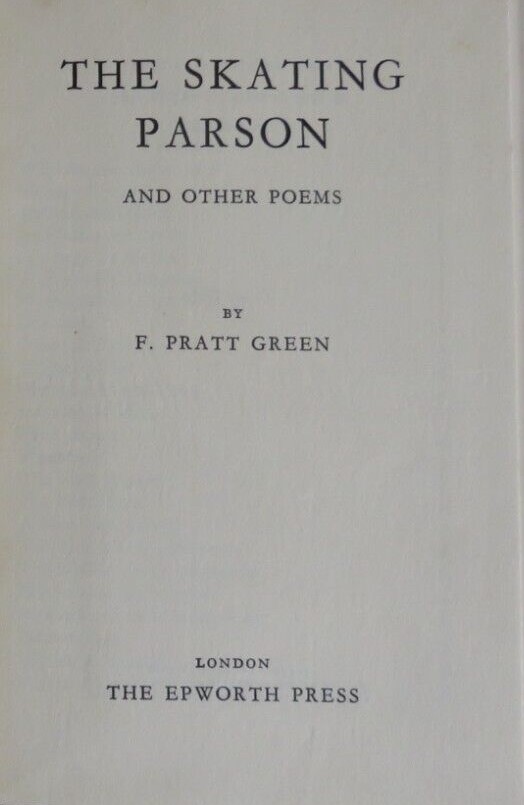 THE SKATING
PARSON
AND OTHER POEMS
BY
F. PRATT GREEN
LONDON
THE EPWORTH PRESS